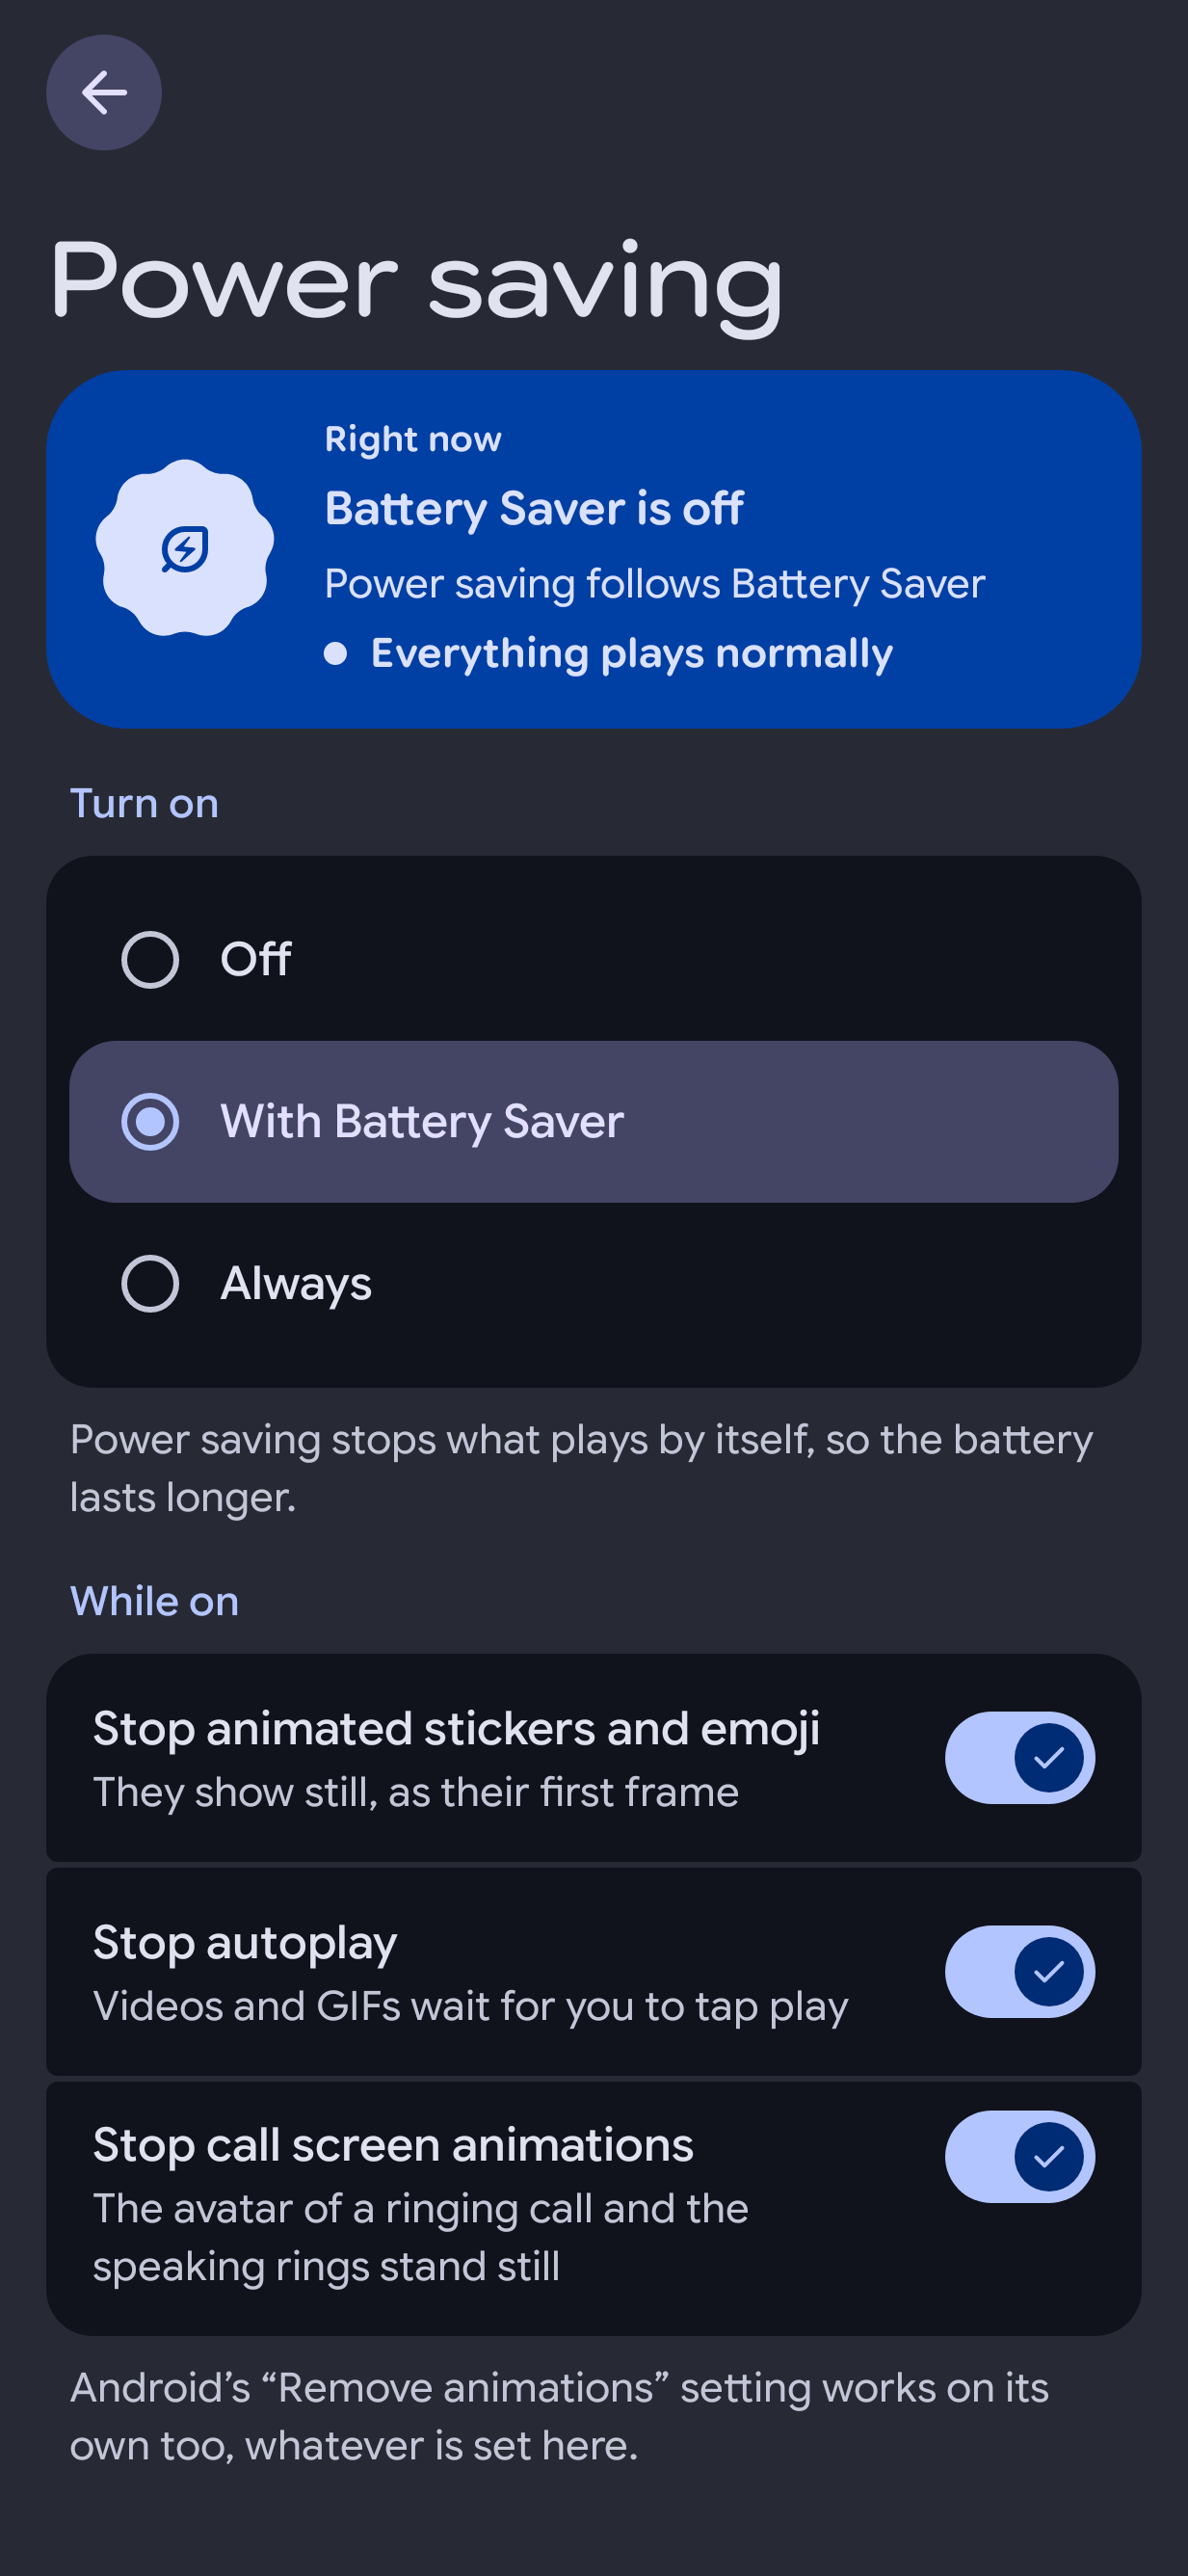 Power saving
Right now
Battery Saver is off
Power saving follows Battery Saver
Everything plays normally
Turn on
Off
With Battery Saver
Always
Power saving stops what plays by itself, so the battery
lasts longer.
While on
Stop animated stickers and emoji
They show still, as their first frame
Stop autoplay
Videos and GIFs wait for you to tap play
Stop call screen animations
The avatar of a ringing call and the
speaking rings stand still
Android’s “Remove animations” setting works on its
own too, whatever is set here.